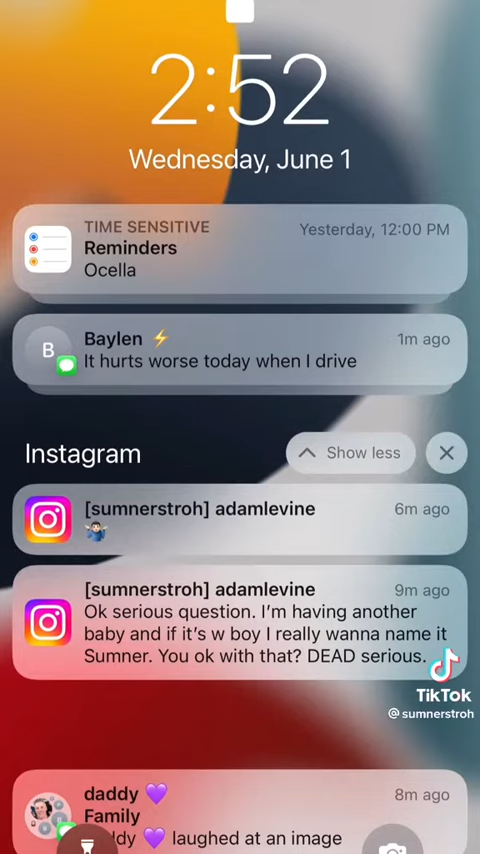 2:52
Wednesday, June 1
TIME SENSITIVE
Yesterday, 12:00 PM
Reminders
Ocella
B
Baylen ⚡
1m ago
It hurts worse today when I drive
Instagram
Show less
[sumnerstroh] adamlevine
6m ago
🤷🏻‍♂️
[sumnerstroh] adamlevine
9m ago
Ok serious question. I’m having another
baby and if it’s w boy I really wanna name it
Sumner. You ok with that? DEAD serious.
TikTok
@sumnerstroh
daddy 💜
8m ago
Family
💜 laughed at an image